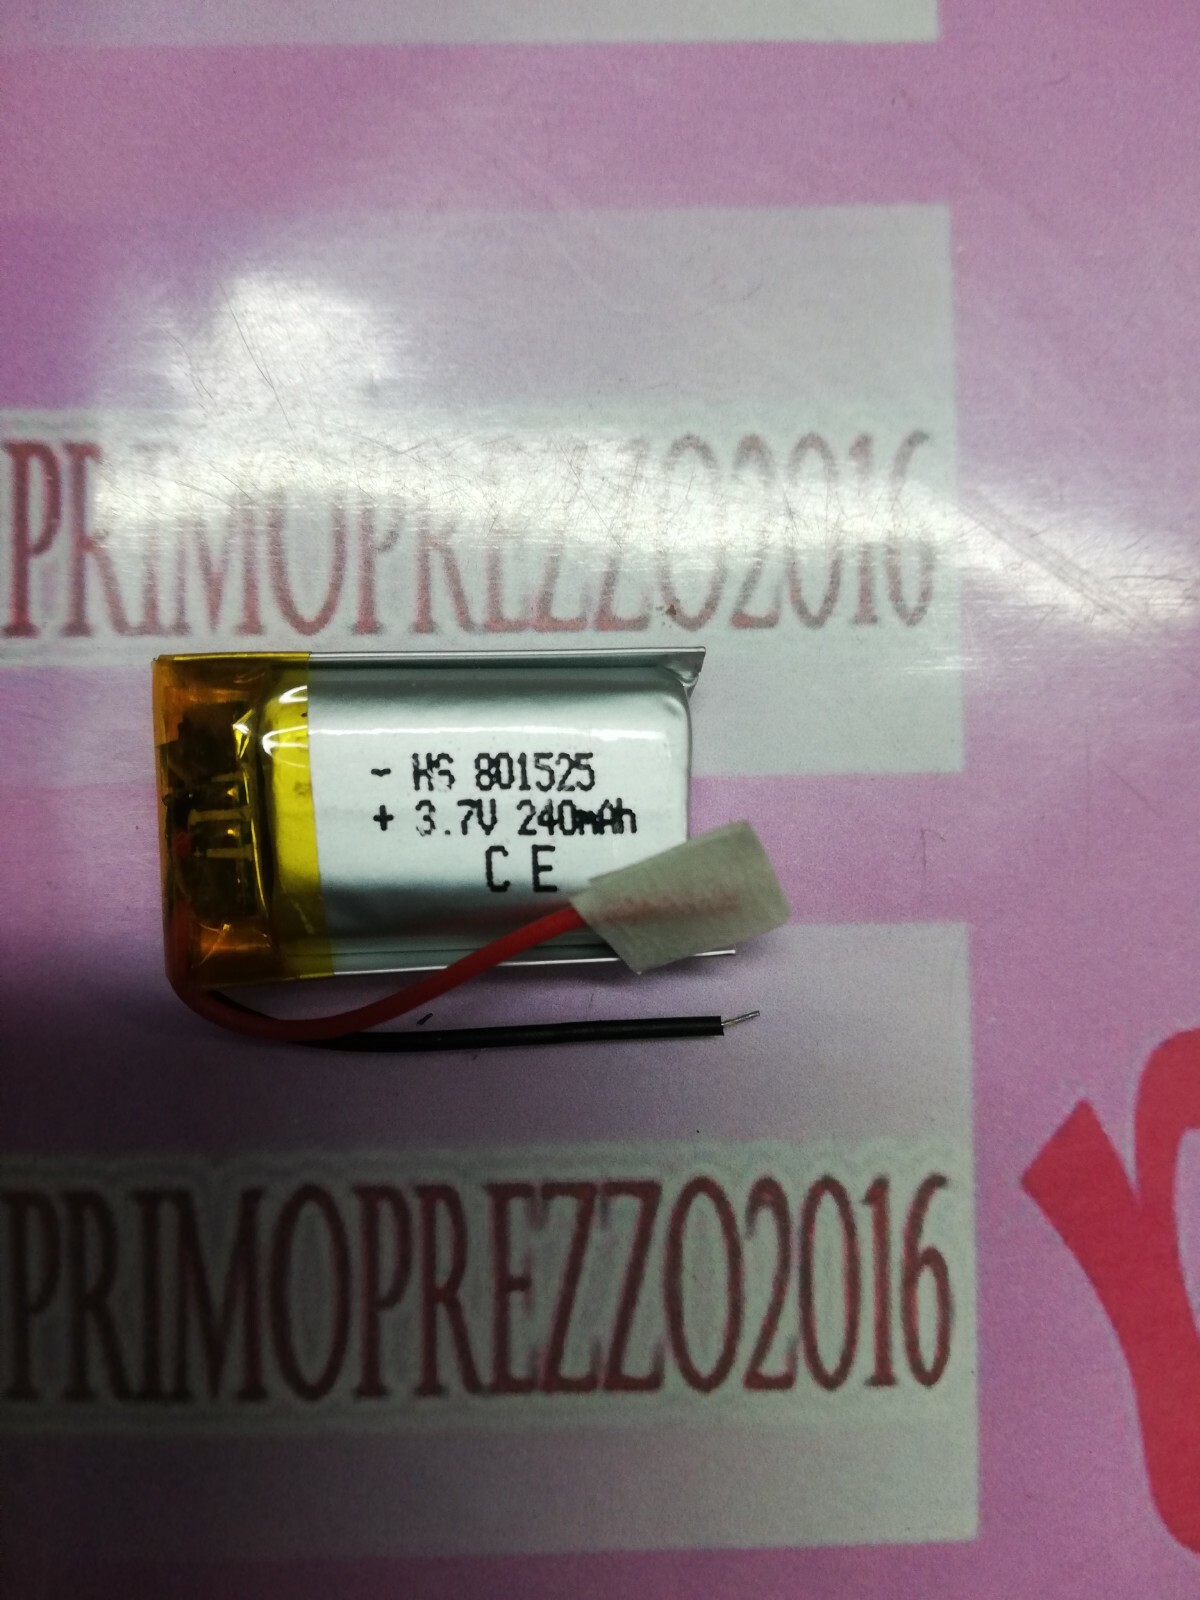 PRIMOPREZZO2016
- HS 801525
+ 3.7V 240mAh
CE
PRIMOPREZZO2016